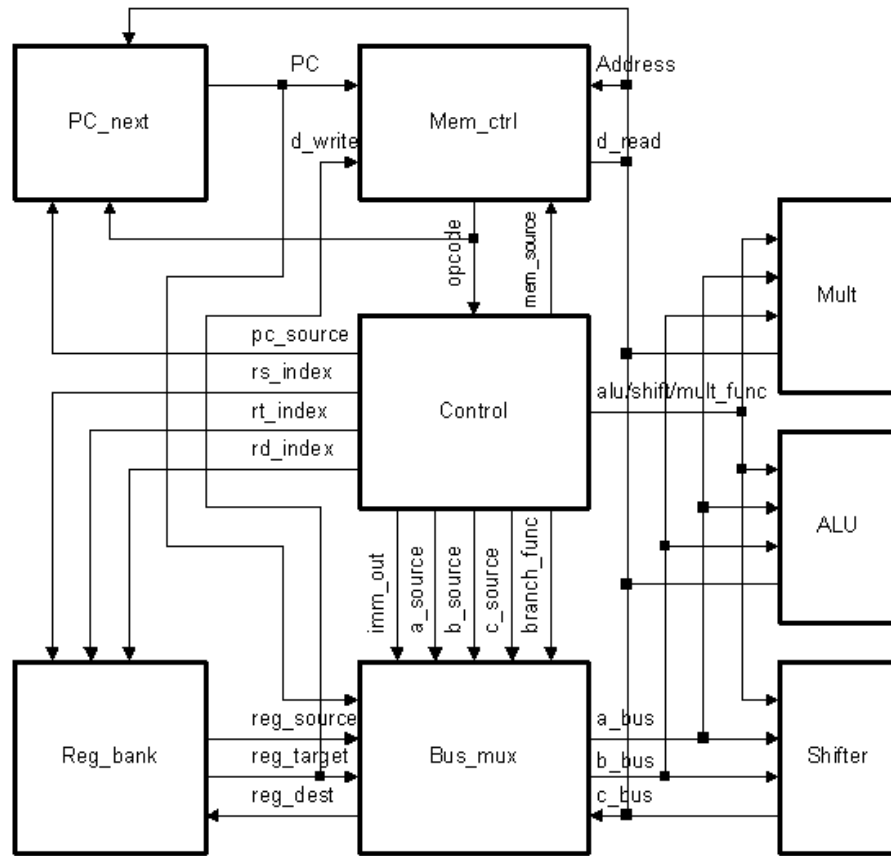 PC
Address
PC_next
Mem_ctrl
d_write
d_read
opcode
mem_source
Mult
pc_source
rs_index
alu/shift/mult_func
rt_index
Control
rd_index
ALU
imm_out
a_source
b_source
c_source
branch_func
reg_source
a_bus
Reg_bank
reg_target
Bus_mux
b_bus
Shifter
reg_dest
c_bus